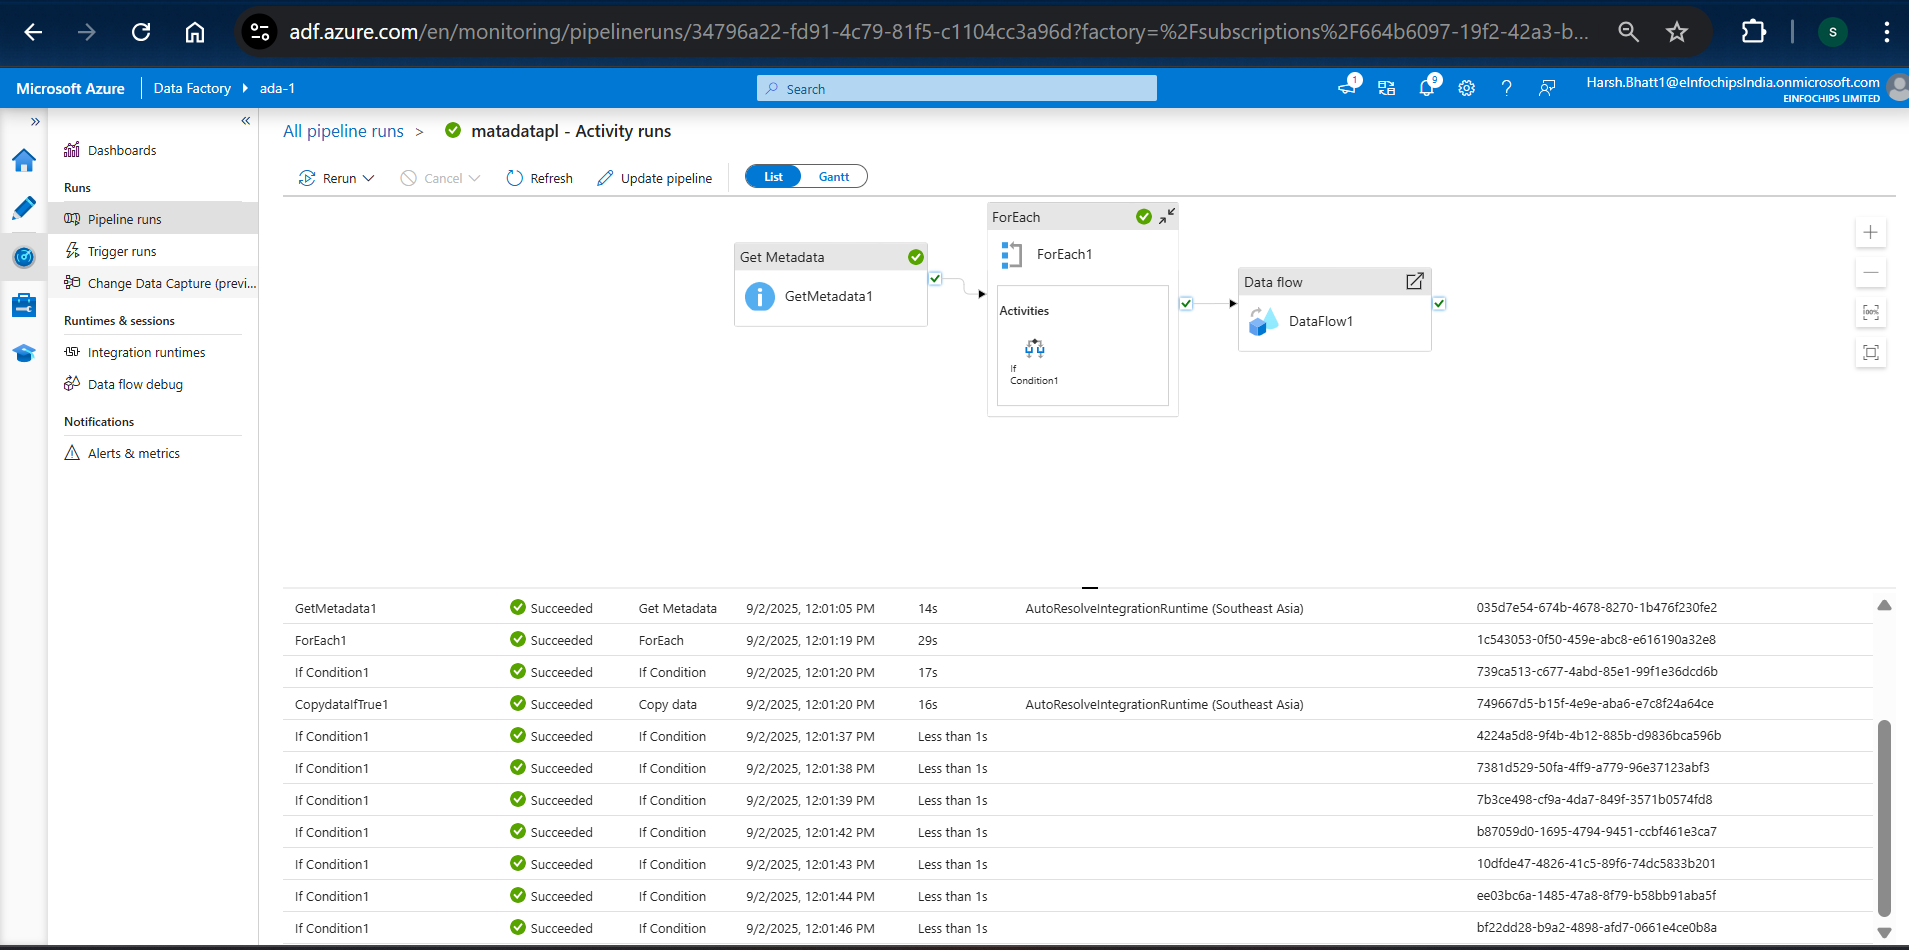 adf.azure.com/en/monitoring/pipelineruns/34796a22-fd91-4c79-81f5-c1104cc3a96d?factory=%2Fsubscriptions%2F664b6097-19f2-42a3-b...
S
Microsoft Azure
Data Factory
ada-1
Search
1
9
Harsh.Bhatt1@eInfochipsIndia.onmicrosoft.com
EINFOCHIPS LIMITED
Dashboards
Runs
Pipeline runs
Trigger runs
Change Data Capture (previ...
Runtimes & sessions
Integration runtimes
Data flow debug
Notifications
Alerts & metrics
All pipeline runs > matadatapl - Activity runs
Rerun
Cancel
Refresh
Update pipeline
List
Gantt
Get Metadata
GetMetadata1
ForEach
ForEach1
Activities
If
Condition1
Data flow
DataFlow1
100%
GetMetadata1 Succeeded Get Metadata 9/2/2025, 12:01:05 PM 14s AutoResolveIntegrationRuntime (Southeast Asia) 035d7e54-674b-4678-8270-1b476f230fe2
ForEach1 Succeeded ForEach 9/2/2025, 12:01:19 PM 29s 1c543053-0f50-459e-abc8-e616190a32e8
If Condition1 Succeeded If Condition 9/2/2025, 12:01:20 PM 17s 739ca513-c677-4abd-85e1-99f1e36dcd6b
CopydataIfTrue1 Succeeded Copy data 9/2/2025, 12:01:20 PM 16s AutoResolveIntegrationRuntime (Southeast Asia) 749667d5-b15f-4e9e-aba6-e7c8f24a64ce
If Condition1 Succeeded If Condition 9/2/2025, 12:01:37 PM Less than 1s 4224a5d8-9f4b-4b12-885b-d9836bca596b
If Condition1 Succeeded If Condition 9/2/2025, 12:01:38 PM Less than 1s 7381d529-50fa-4ff9-a779-96e37123abf3
If Condition1 Succeeded If Condition 9/2/2025, 12:01:39 PM Less than 1s 7b3ce498-cf9a-4da7-849f-3571b0574fd8
If Condition1 Succeeded If Condition 9/2/2025, 12:01:42 PM Less than 1s b87059d0-1695-4794-9451-ccbf461e3ca7
If Condition1 Succeeded If Condition 9/2/2025, 12:01:43 PM Less than 1s 10dfde47-4826-41c5-89f6-74dc5833b201
If Condition1 Succeeded If Condition 9/2/2025, 12:01:44 PM Less than 1s ee03bc6a-1485-47a8-8f79-b58bb91aba5f
If Condition1 Succeeded If Condition 9/2/2025, 12:01:46 PM Less than 1s bf22dd28-b9a2-4898-afd7-0661e4ce0b8a